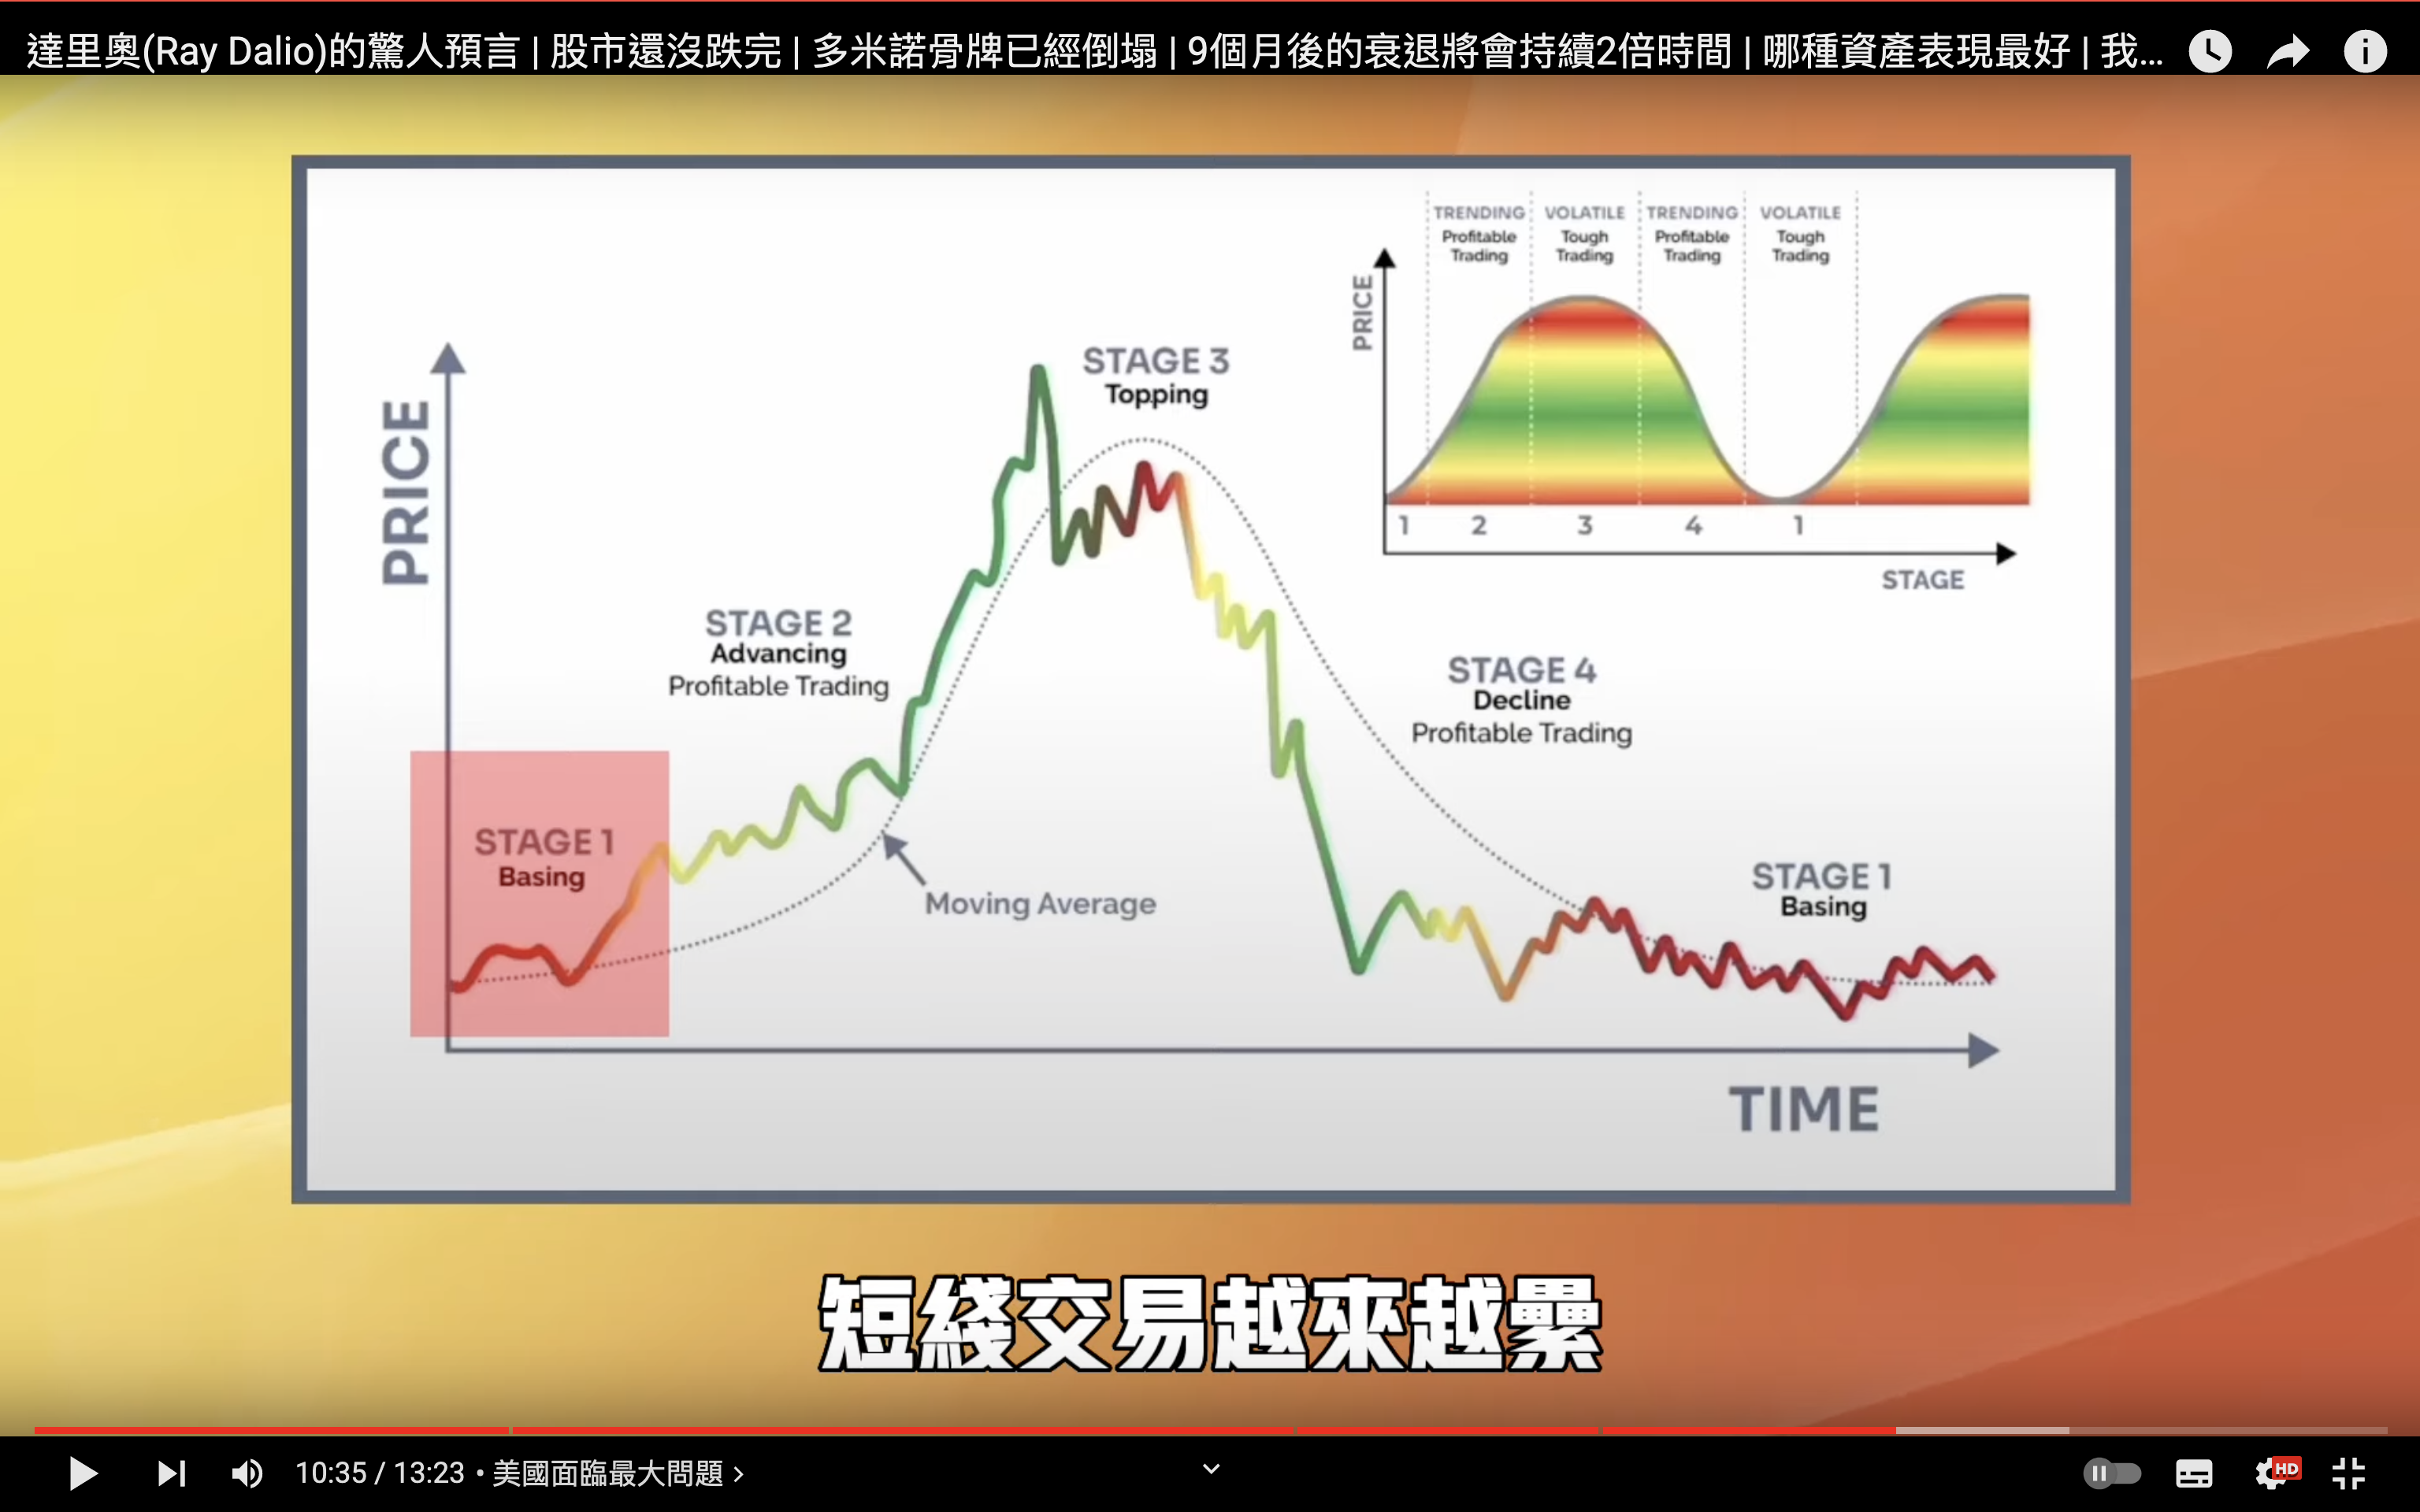 達里奧(Ray Dalio)的驚人預言 | 股市還沒跌完 | 多米諾骨牌已經倒塌 | 9個月後的衰退將會持續2倍時間 | 哪種資產表現最好 | 我...
TRENDING VOLATILE TRENDING VOLATILE
Profitable Tough Profitable Tough
Trading Trading Trading Trading
PRICE
1 2 3 4 1
STAGE
PRICE
STAGE 3
Topping
STAGE 2
Advancing
Profitable Trading
STAGE 4
Decline
Profitable Trading
STAGE 1
Basing
Moving Average
STAGE 1
Basing
TIME
短綫交易越來越纍
10:35 / 13:23 • 美國面臨最大問題 ›
HD